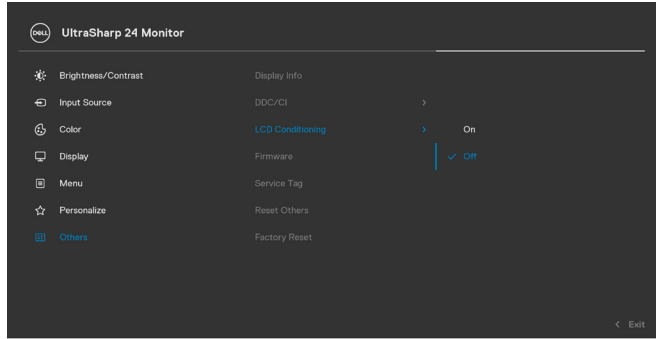 DELL
UltraSharp 24 Monitor
Brightness/Contrast
Display Info
Input Source
DDC/CI
Color
LCD Conditioning
On
Display
Firmware
Off
Menu
Service Tag
Personalize
Reset Others
Others
Factory Reset
Exit